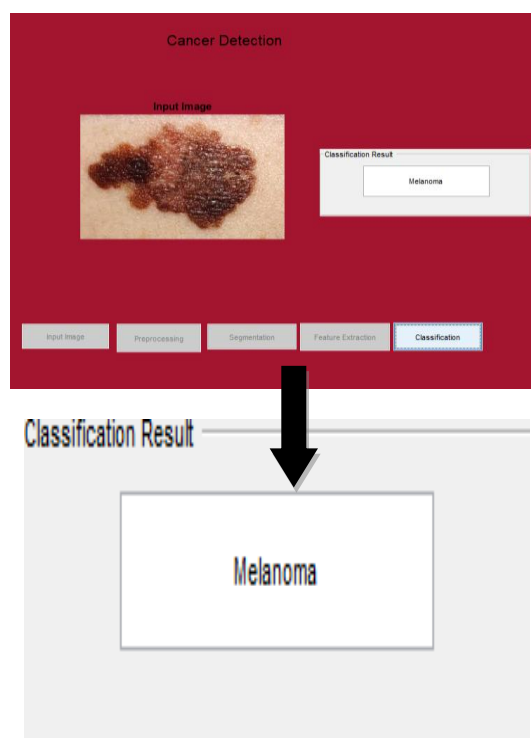 Cancer Detection
Input Image
Classification Result
Melanoma
Input Image
Preprocessing
Segmentation
Feature Extraction
Classification
Classification Result
Melanoma